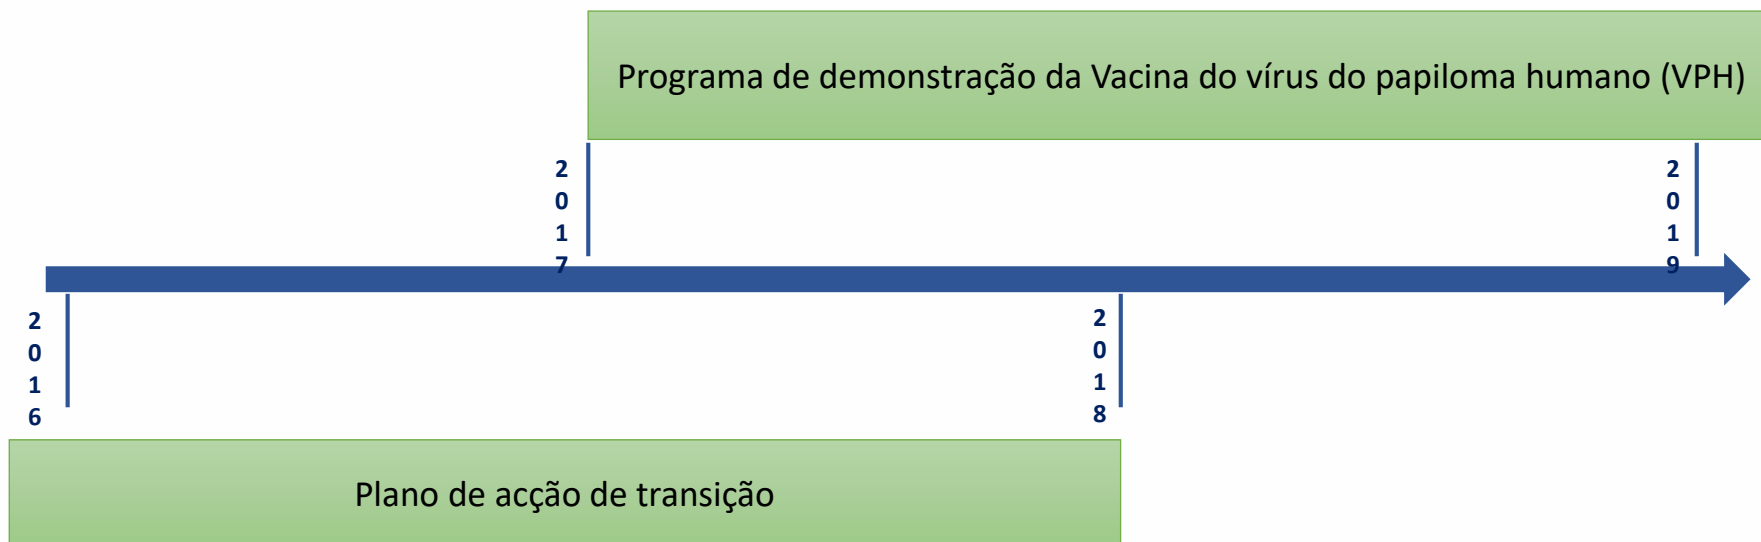 Programa de demonstração da Vacina do vírus do papiloma humano (VPH)
2017
2019
2016
2018
Plano de acção de transição